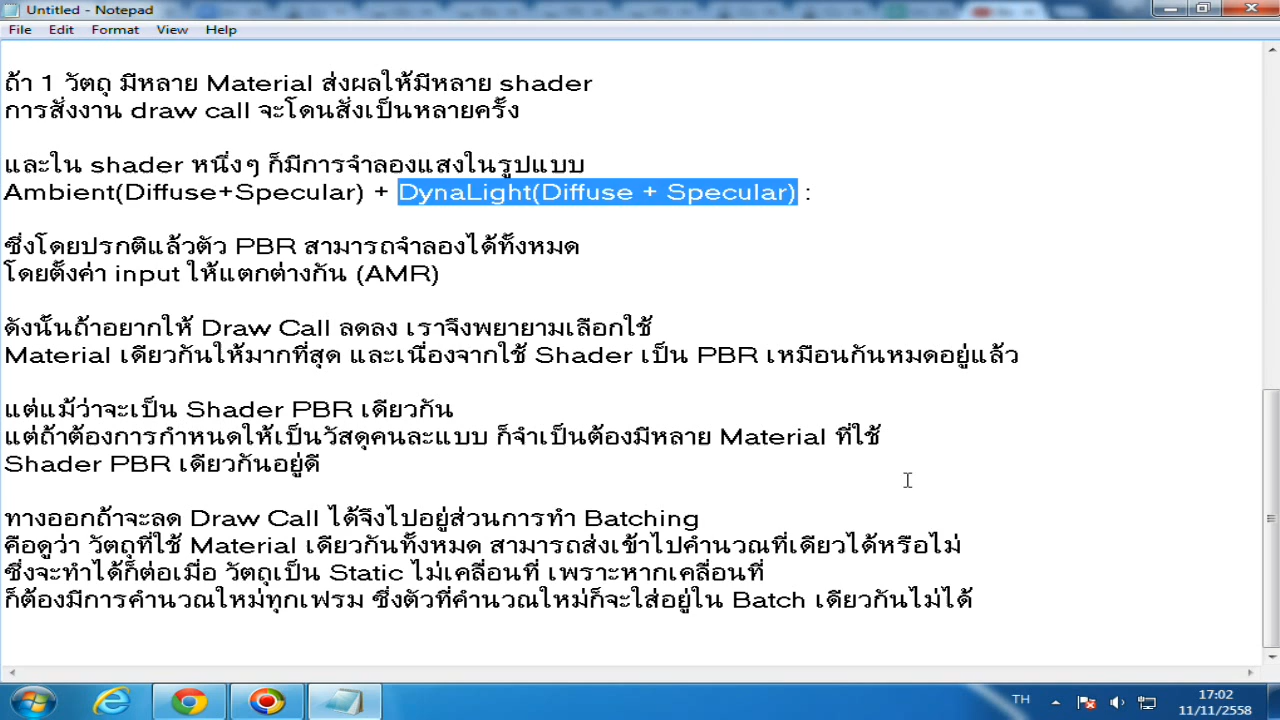 Untitled - Notepad
File Edit Format View Help
ถ้า 1 วัตถุ มีหลาย Material ส่งผลให้มีหลาย shader
การสั่งงาน draw call จะโดนสั่งเป็นหลายครั้ง
และใน shader หนึ่งๆ ก็มีการจำลองแสงในรูปแบบ
Ambient(Diffuse+Specular) + DynaLight(Diffuse + Specular) :
ซึ่งโดยปรกติแล้วตัว PBR สามารถจำลองได้ทั้งหมด
โดยตั้งค่า input ให้แตกต่างกัน (AMR)
ดังนั้นถ้าอยากให้ Draw Call ลดลง เราจึงพยายามเลือกใช้
Material เดียวกันให้มากที่สุด และเนื่องจากใช้ Shader เป็น PBR เหมือนกันหมดอยู่แล้ว
แต่แม้ว่าจะเป็น Shader PBR เดียวกัน
แต่ถ้าต้องการกำหนดให้เป็นวัสดุคนละแบบ ก็จำเป็นต้องมีหลาย Material ที่ใช้
Shader PBR เดียวกันอยู่ดี
ทางออกถ้าจะลด Draw Call ได้จึงไปอยู่ส่วนการทำ Batching
คือดูว่า วัตถุที่ใช้ Material เดียวกันทั้งหมด สามารถส่งเข้าไปคำนวณทีเดียวได้หรือไม่
ซึ่งจะทำได้ก็ต่อเมื่อ วัตถุเป็น Static ไม่เคลื่อนที่ เพราะหากเคลื่อนที่
ก็ต้องมีการคำนวณใหม่ทุกเฟรม ซึ่งตัวที่คำนวณใหม่ก็จะใส่อยู่ใน Batch เดียวกันไม่ได้
TH
17:02
11/11/2558